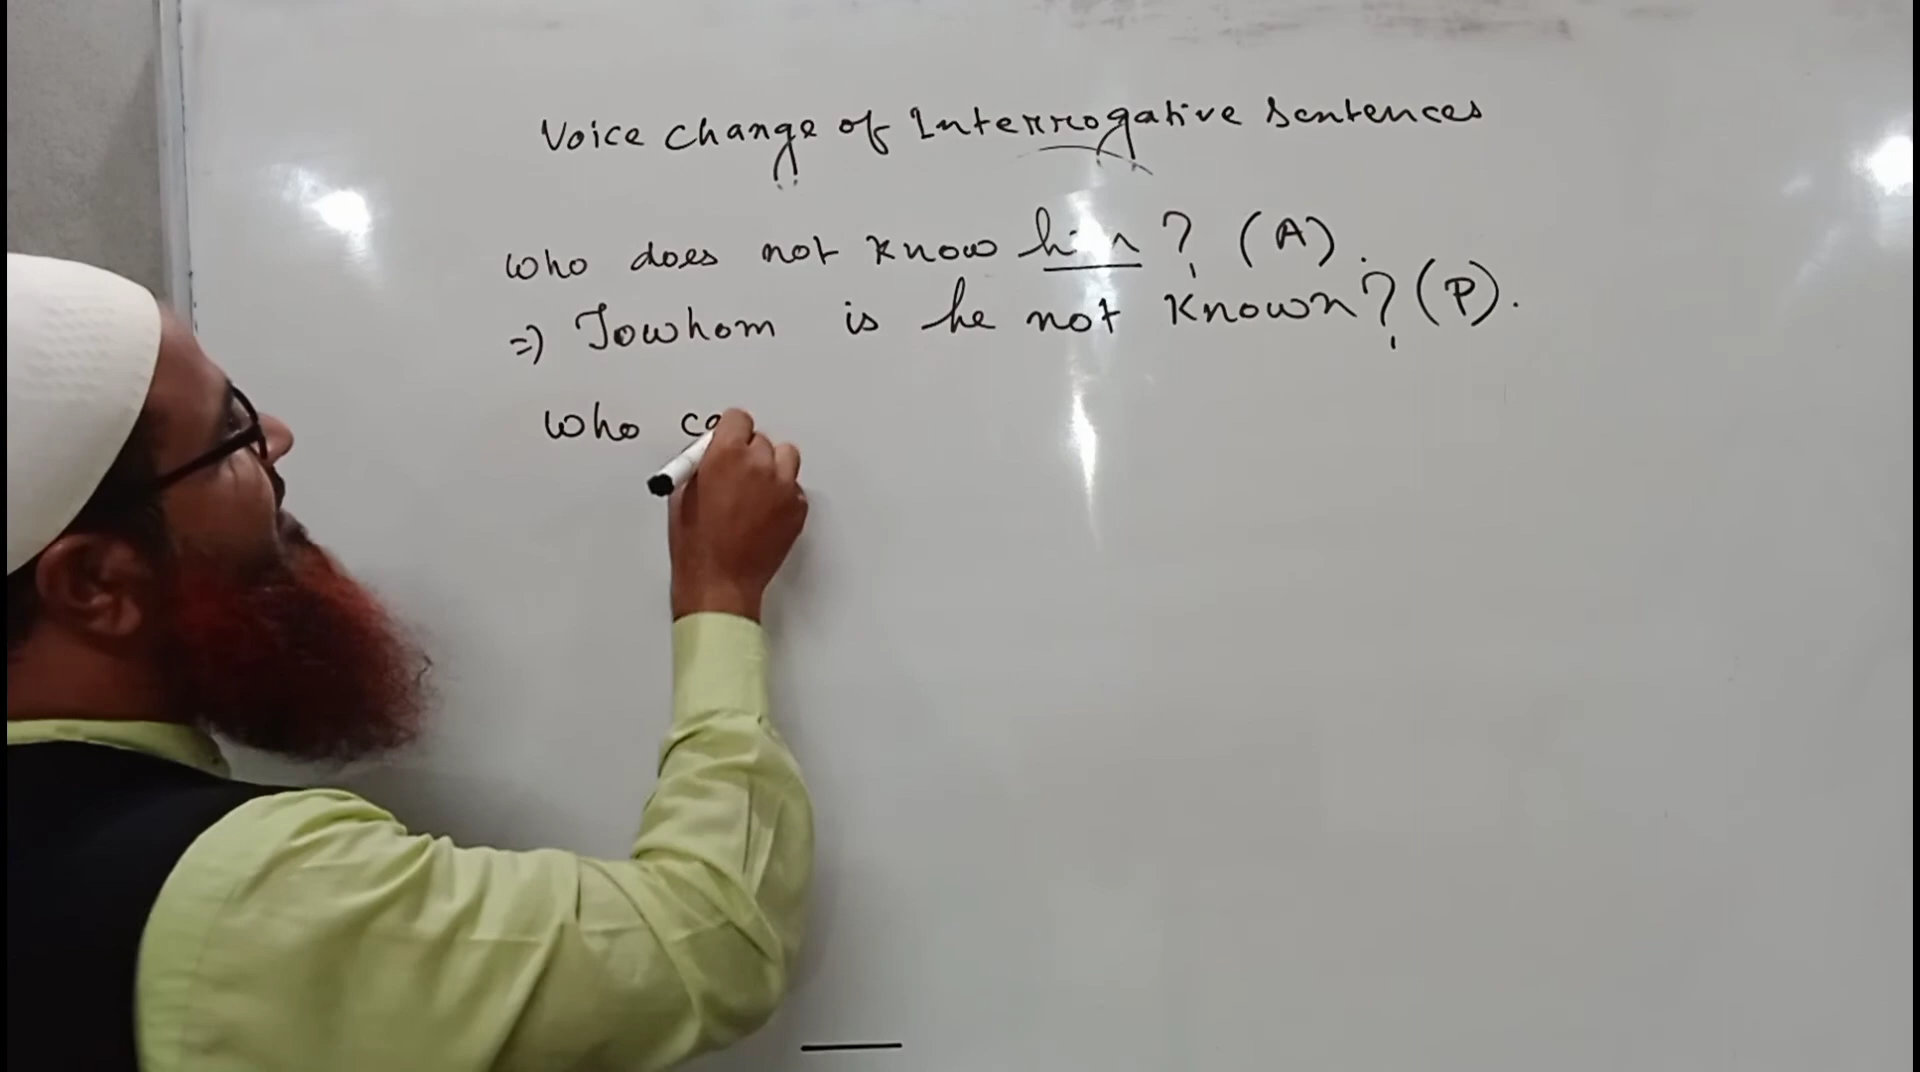 Voice change of Interrogative Sentences
Who does not know him? (A).
=> Towhom is he not known? (P).
Who